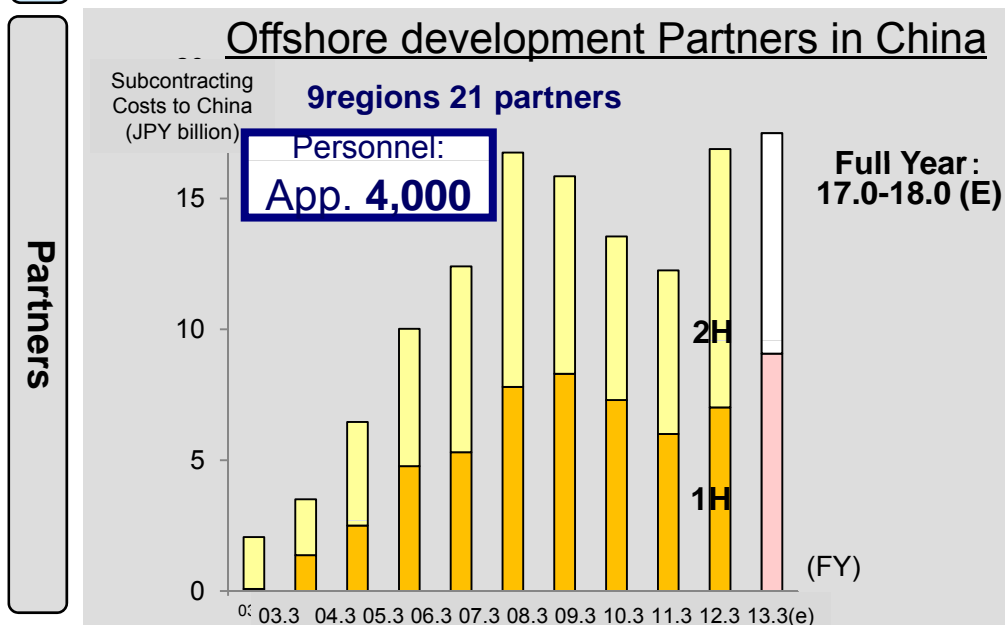 Offshore development Partners in China
Subcontracting
Costs to China
(JPY billion)
9regions 21 partners
Personnel:
App. 4,000
Full Year:
17.0-18.0 (E)
Partners
15
10
5
0
2H
1H
(FY)
03.3 04.3 05.3 06.3 07.3 08.3 09.3 10.3 11.3 12.3 13.3(e)